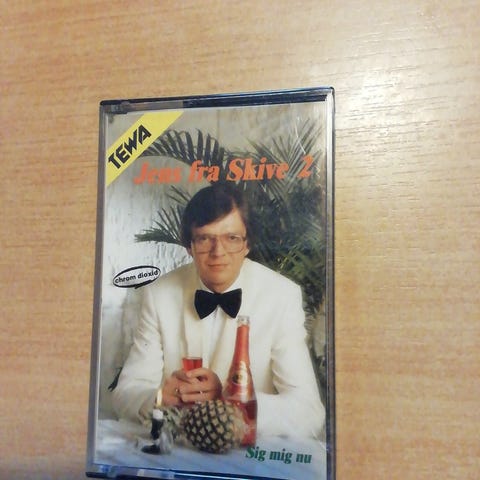 TEWA
Jens fra Skive 2
chrom dioxid
Sig mig nu